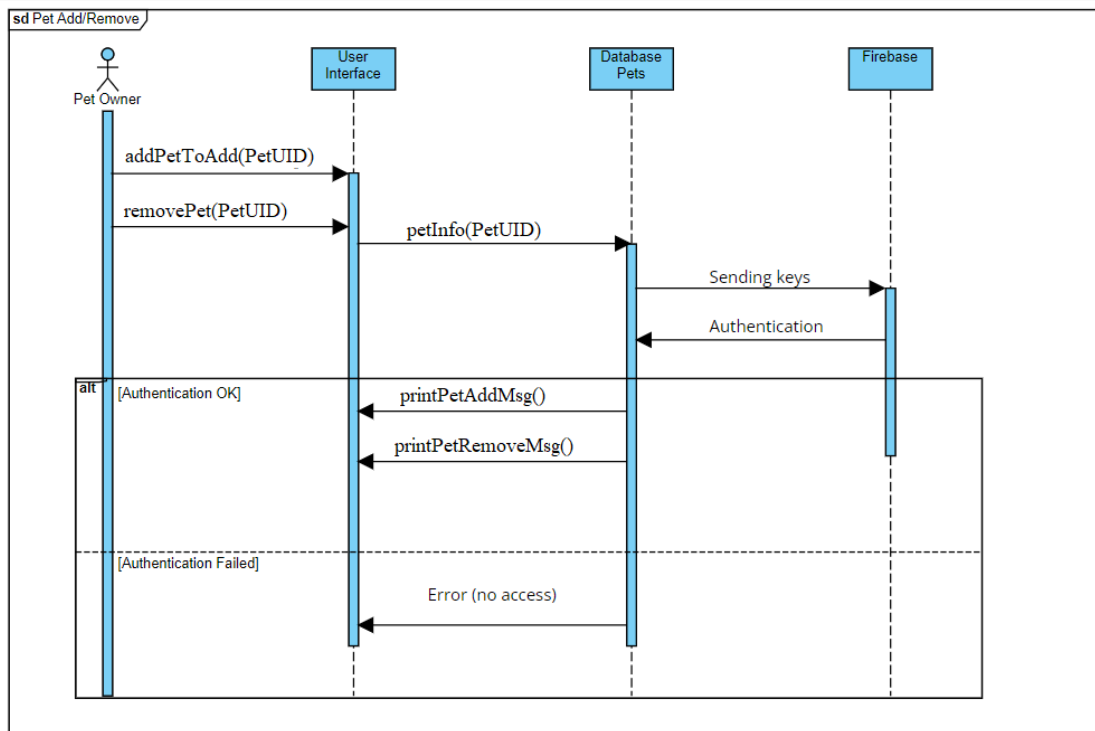 sd Pet Add/Remove
User
Interface
Database
Pets
Firebase
Pet Owner
addPetToAdd(PetUID)
removePet(PetUID)
petInfo(PetUID)
Sending keys
Authentication
alt
[Authentication OK]
printPetAddMsg()
printPetRemoveMsg()
[Authentication Failed]
Error (no access)